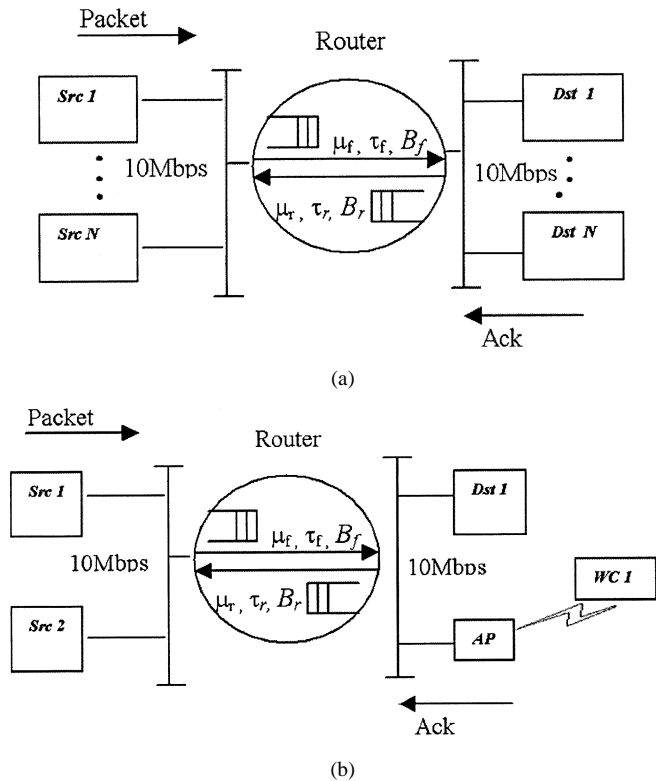 Packet
Router
Src 1
Dst 1
μf, τf, Bf
10Mbps
10Mbps
μr, τr, Br
Src N
Dst N
Ack
(a)
Packet
Router
Src 1
Dst 1
μf, τf, Bf
10Mbps
10Mbps
WC 1
μr, τr, Br
Src 2
AP
Ack
(b)